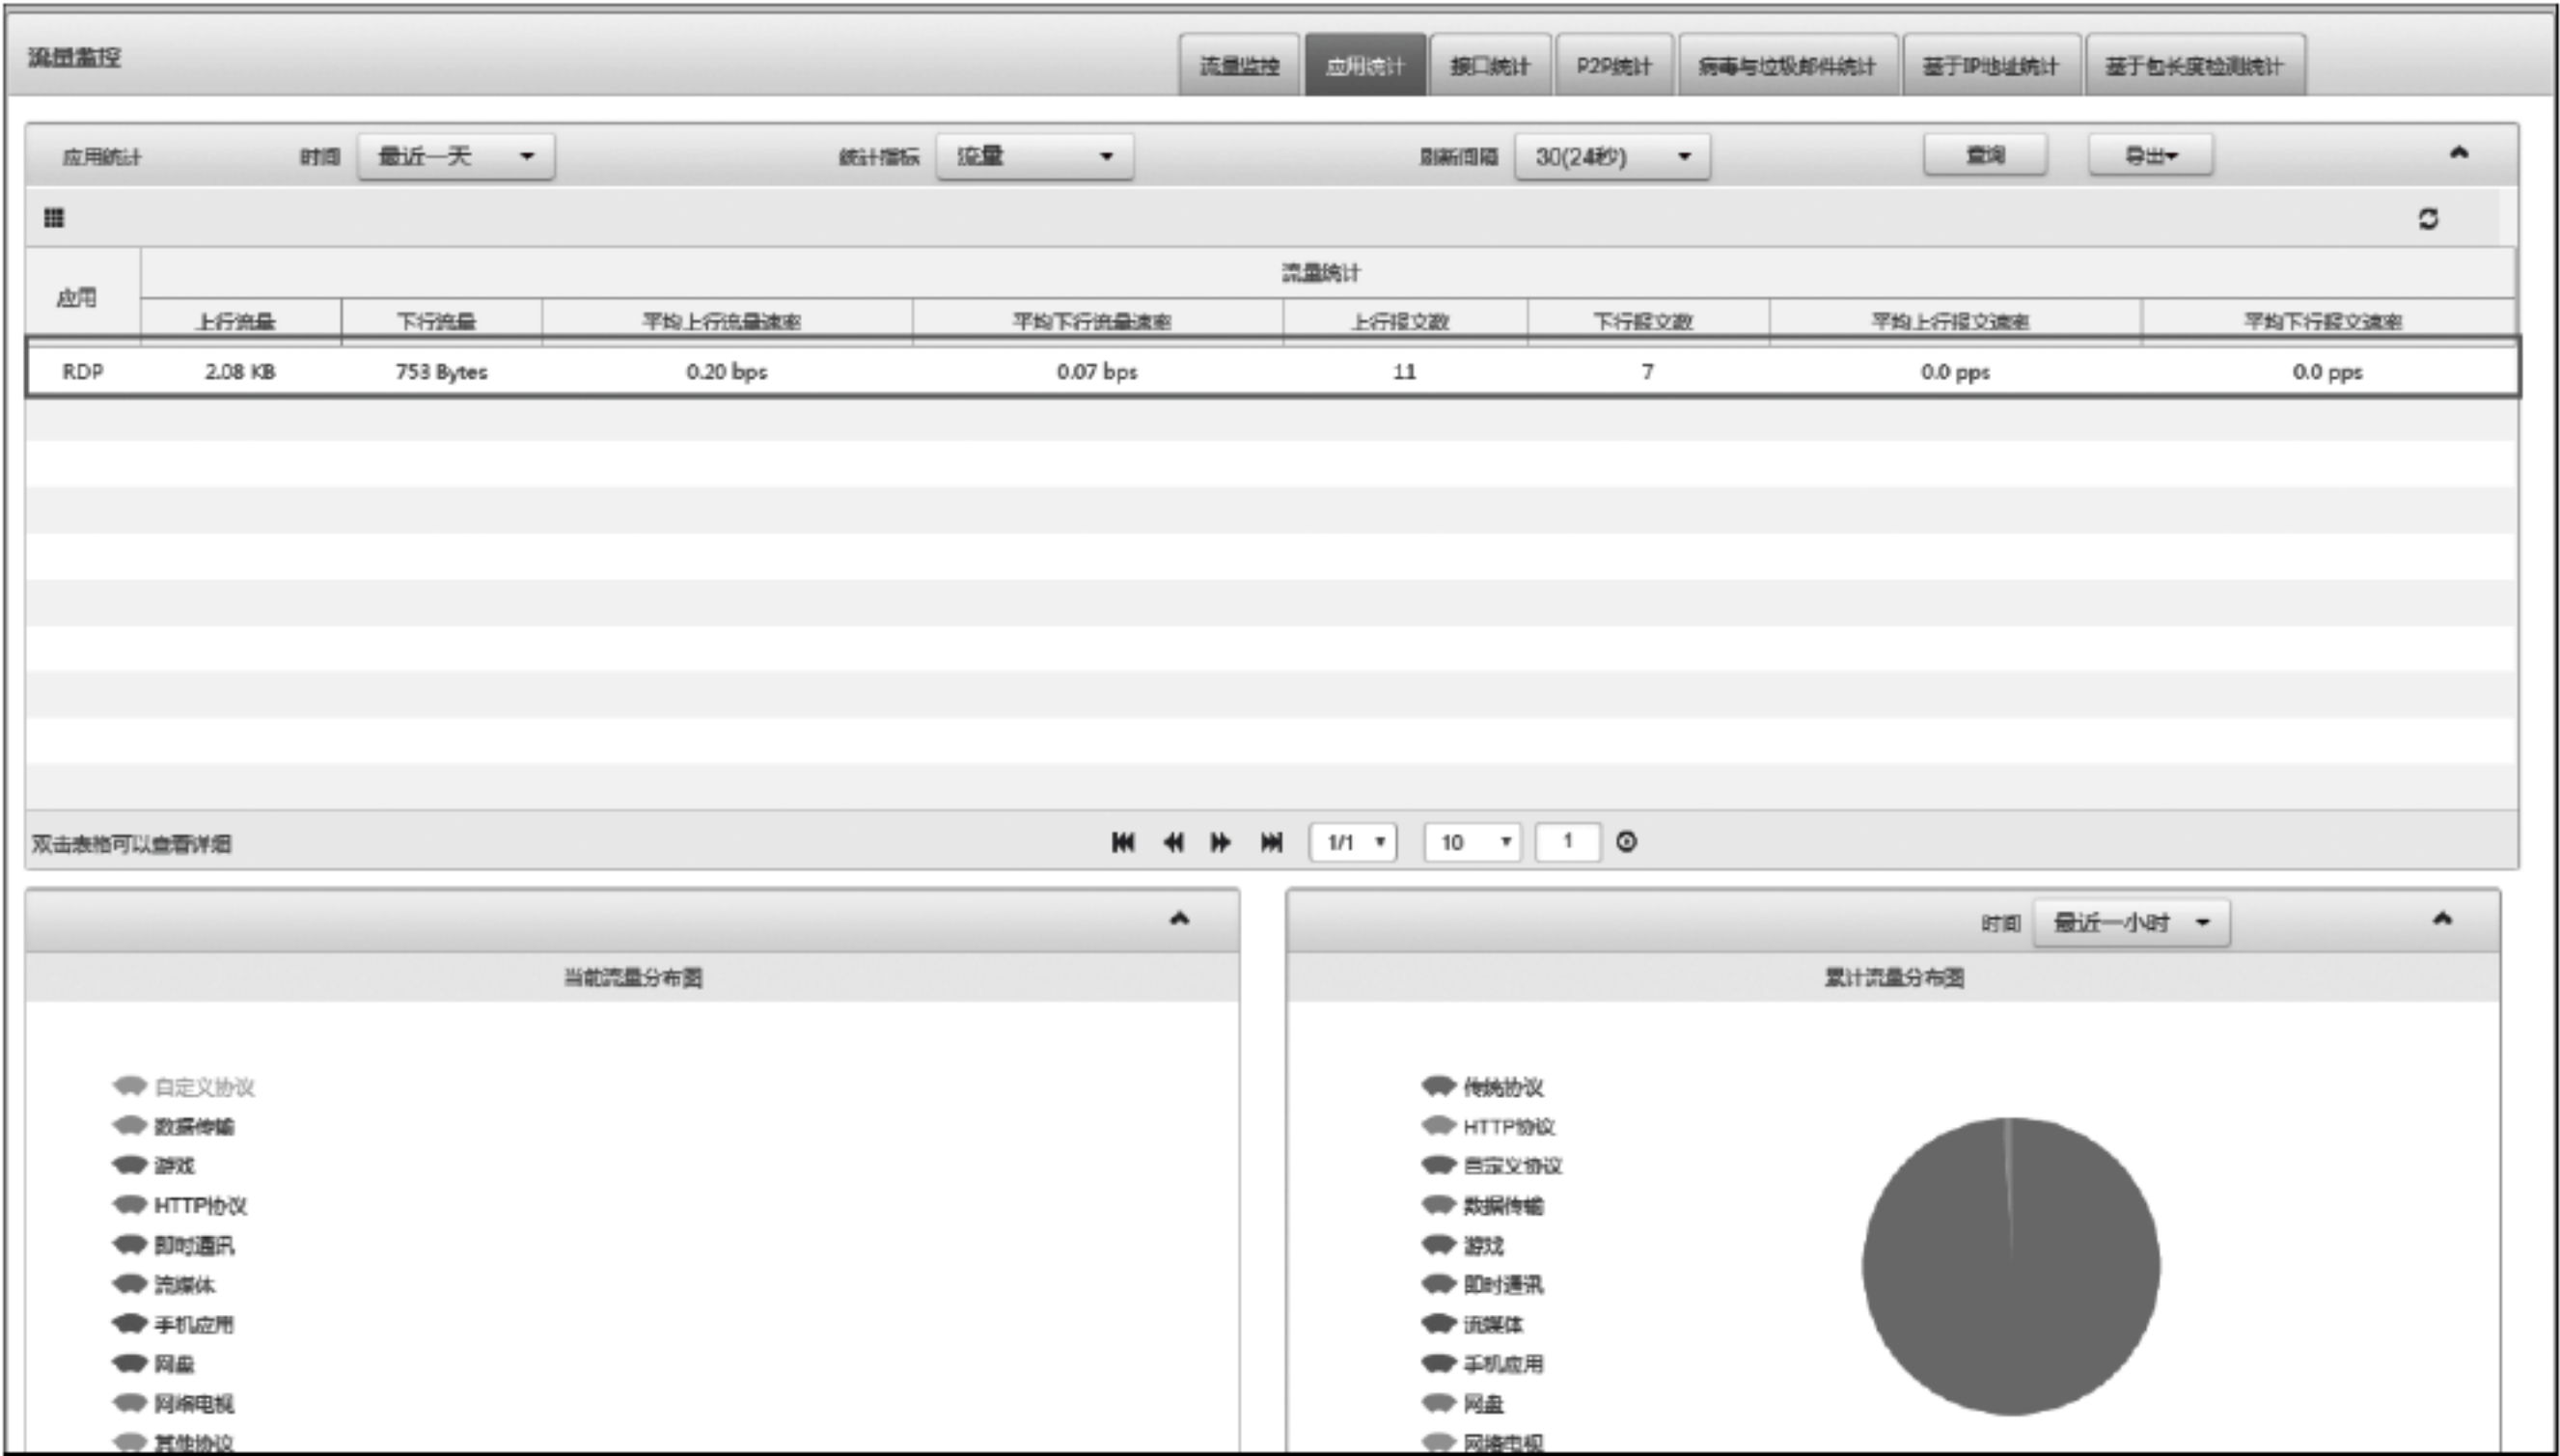 流量监控 流量监控 应用统计 接口统计 P2P统计 病毒与垃圾邮件统计 基于IP地址统计 基于包长度检测统计
应用统计 时间 最近一天 统计指标 流量 刷新间隔 30(24秒) 查询 导出
应用 流量统计
上行流量 下行流量 平均上行流量速率 平均下行流量速率 上行报文数 下行报文数 平均上行报文速率 平均下行报文速率
RDP 2.08 KB 753 Bytes 0.20 bps 0.07 bps 11 7 0.0 pps 0.0 pps
双击表格可以查看详细 1/1 10 1
当前流量分布图
自定义协议
数据传输
游戏
HTTP协议
即时通讯
流媒体
手机应用
网盘
网络电视
其他协议
时间 最近一小时
累计流量分布图
传统协议
HTTP协议
自定义协议
数据传输
游戏
即时通讯
流媒体
手机应用
网盘
网络电视